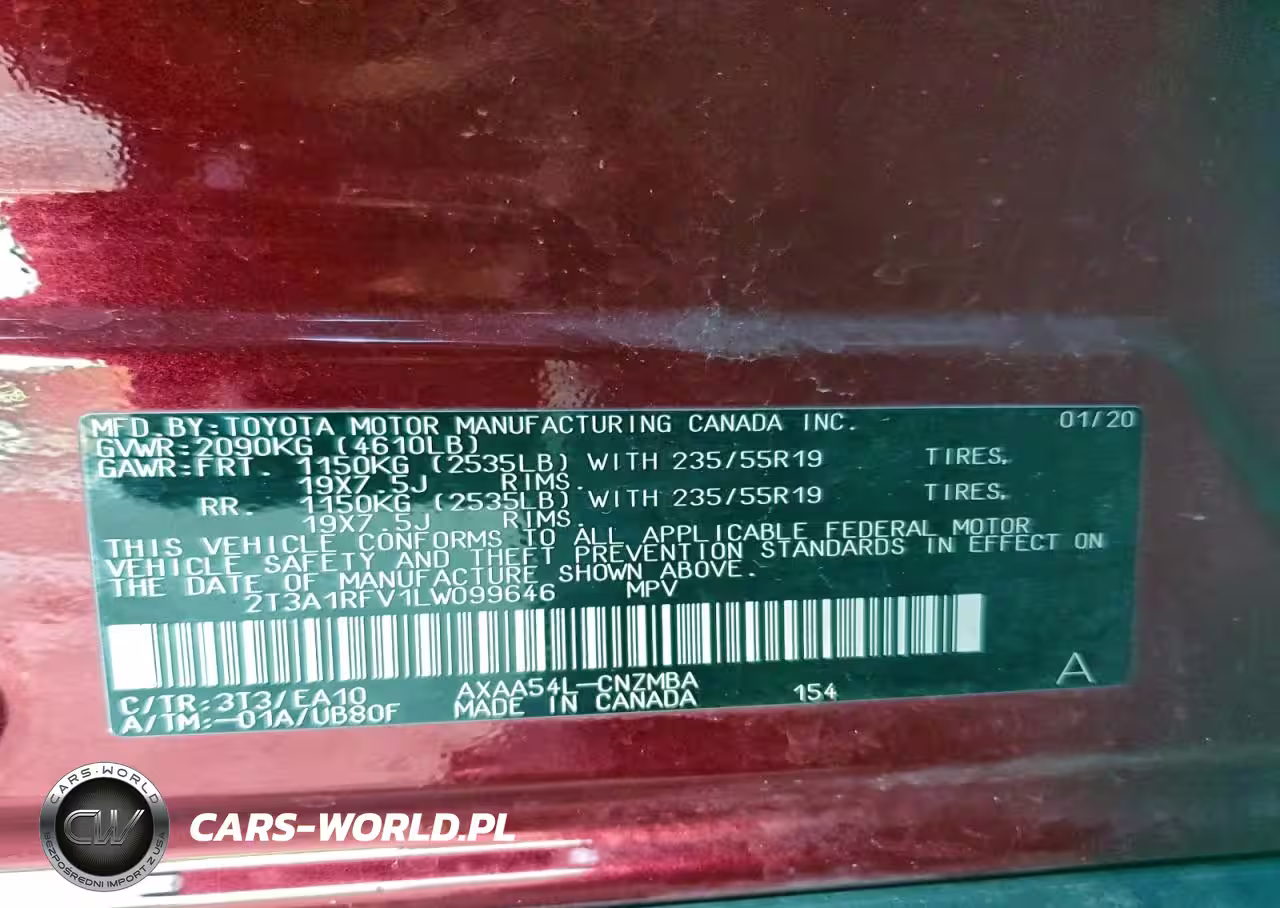 MFD BY:TOYOTA MOTOR MANUFACTURING CANADA INC. 01/20
GVWR:2090KG (4610LB)
GAWR:FRT. 1150KG (2535LB) WITH 235/55R19 TIRES,
19X7.5J RIMS.
RR. 1150KG (2535LB) WITH 235/55R19 TIRES,
19X7.5J RIMS.
THIS VEHICLE CONFORMS TO ALL APPLICABLE FEDERAL MOTOR
VEHICLE SAFETY AND THEFT PREVENTION STANDARDS IN EFFECT ON
THE DATE OF MANUFACTURE SHOWN ABOVE.
2T3A1RFV1LW099646 MPV
C/TR:3T3/EA10 AXAA54L-CNZMBA 154 A
A/TM:-01A/UB80F MADE IN CANADA
CARS-WORLD
CW
BEZPOŚREDNI IMPORT Z USA
CARS-WORLD.PL